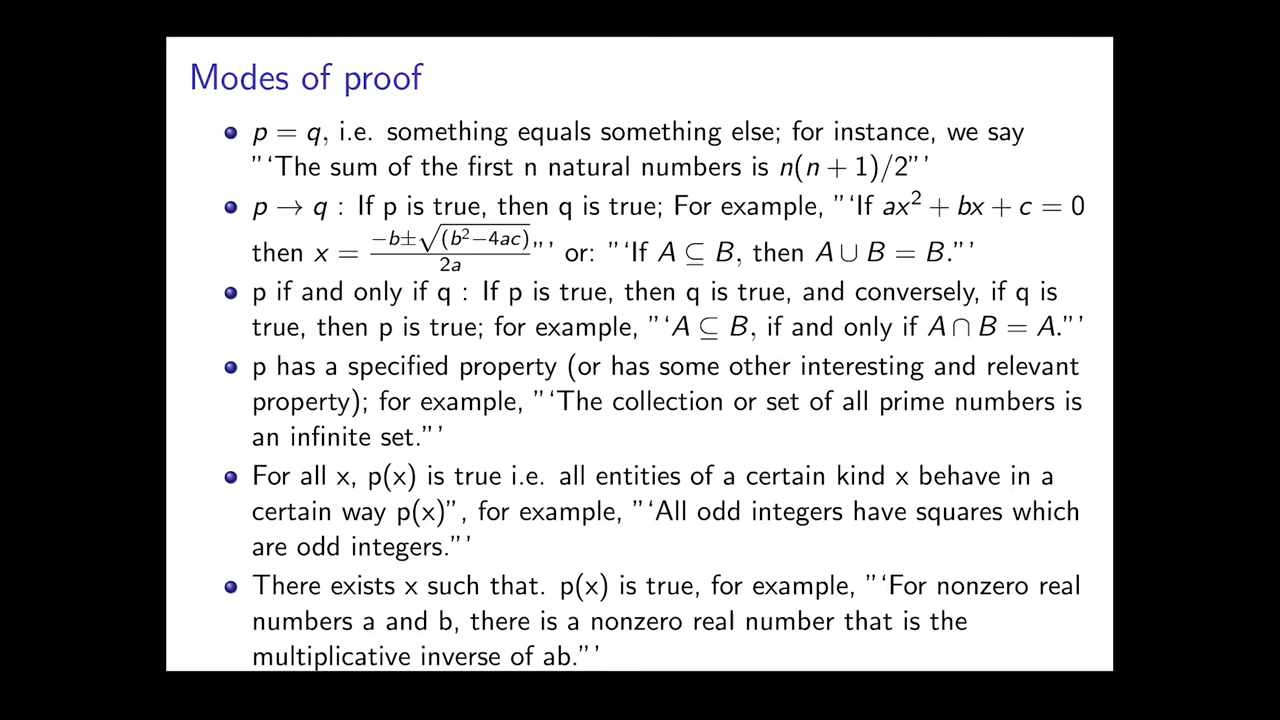 Modes of proof
p = q, i.e. something equals something else; for instance, we say
"‘The sum of the first n natural numbers is n(n + 1)/2"’
p → q : If p is true, then q is true; For example, "‘If ax² + bx + c = 0
then x = \frac{−b±\sqrt{(b²−4ac)}}{2a}"’ or: "‘If A ⊆ B, then A ∪ B = B."’
p if and only if q : If p is true, then q is true, and conversely, if q is
true, then p is true; for example, "‘A ⊆ B, if and only if A ∩ B = A."’
p has a specified property (or has some other interesting and relevant
property); for example, "‘The collection or set of all prime numbers is
an infinite set."’
For all x, p(x) is true i.e. all entities of a certain kind x behave in a
certain way p(x)", for example, "‘All odd integers have squares which
are odd integers."’
There exists x such that. p(x) is true, for example, "‘For nonzero real
numbers a and b, there is a nonzero real number that is the
multiplicative inverse of ab."’